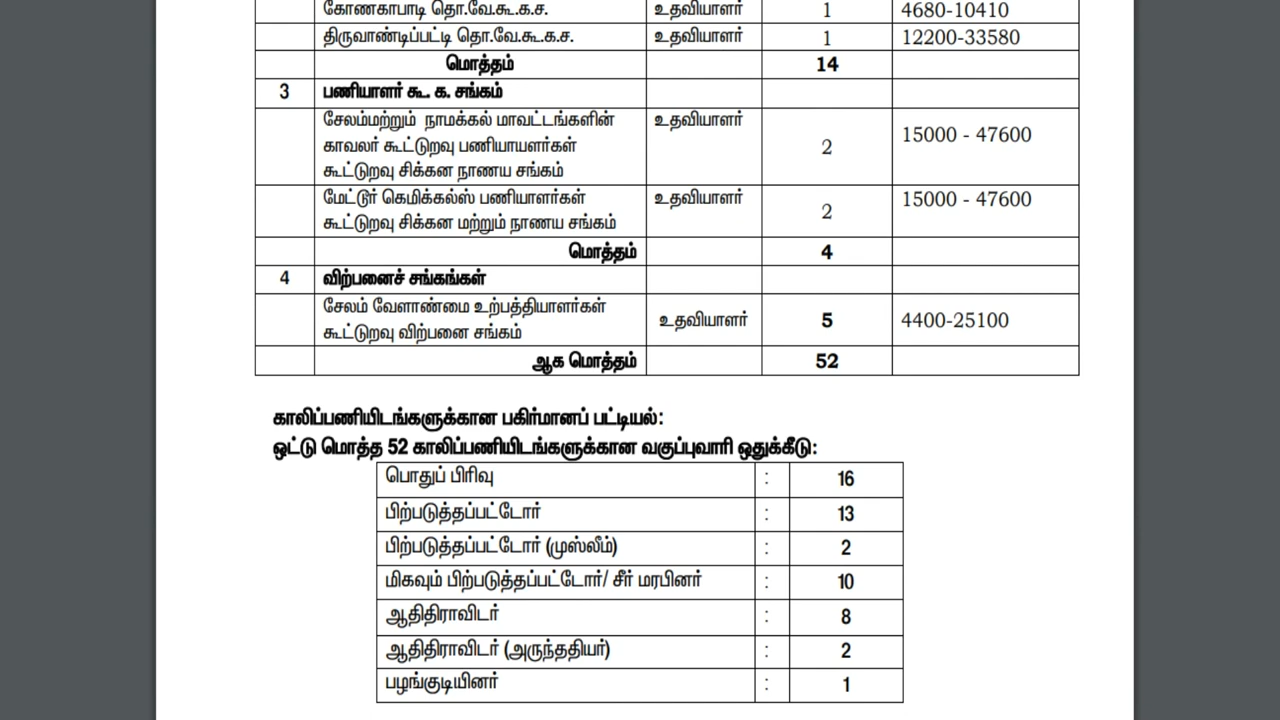 கோணகாபாடி தொ.வே.கூ.க.ச. உதவியாளர் 1 4680-10410
திருவாண்டிப்பட்டி தொ.வே.கூ.க.ச. உதவியாளர் 1 12200-33580
மொத்தம் 14
3 பணியாளர் கூ. க. சங்கம்
சேலம்மற்றும் நாமக்கல் மாவட்டங்களின் உதவியாளர் 2 15000 - 47600
காவலர் கூட்டுறவு பணியாயளர்கள்
கூட்டுறவு சிக்கன நாணய சங்கம்
மேட்டூர் கெமிக்கல்ஸ் பணியாளர்கள் உதவியாளர் 2 15000 - 47600
கூட்டுறவு சிக்கன மற்றும் நாணய சங்கம்
மொத்தம் 4
4 விற்பனைச் சங்கங்கள்
சேலம் வேளாண்மை உற்பத்தியாளர்கள் உதவியாளர் 5 4400-25100
கூட்டுறவு விற்பனை சங்கம்
ஆக மொத்தம் 52
காலிப்பணியிடங்களுக்கான பகிர்மானப் பட்டியல்:
ஒட்டு மொத்த 52 காலிப்பணியிடங்களுக்கான வகுப்புவாரி ஒதுக்கீடு:
பொதுப் பிரிவு : 16
பிற்படுத்தப்பட்டோர் : 13
பிற்படுத்தப்பட்டோர் (முஸ்லீம்) : 2
மிகவும் பிற்படுத்தப்பட்டோர்/ சீர் மரபினர் : 10
ஆதிதிராவிடர் : 8
ஆதிதிராவிடர் (அருந்ததியர்) : 2
பழங்குடியினர் : 1